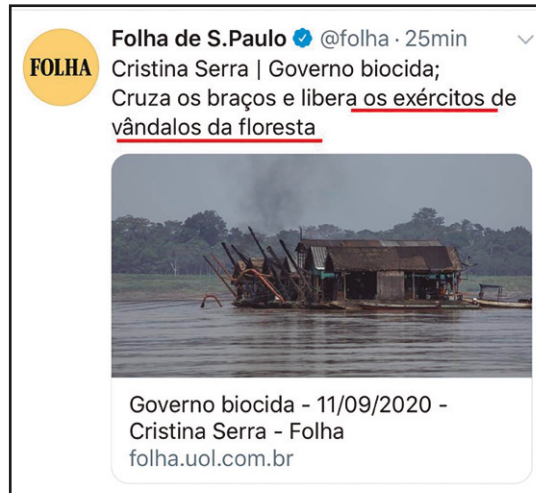 FOLHA
Folha de S.Paulo @folha · 25min
Cristina Serra | Governo biocida;
Cruza os braços e libera os exércitos de
vândalos da floresta
Governo biocida - 11/09/2020 -
Cristina Serra - Folha
folha.uol.com.br